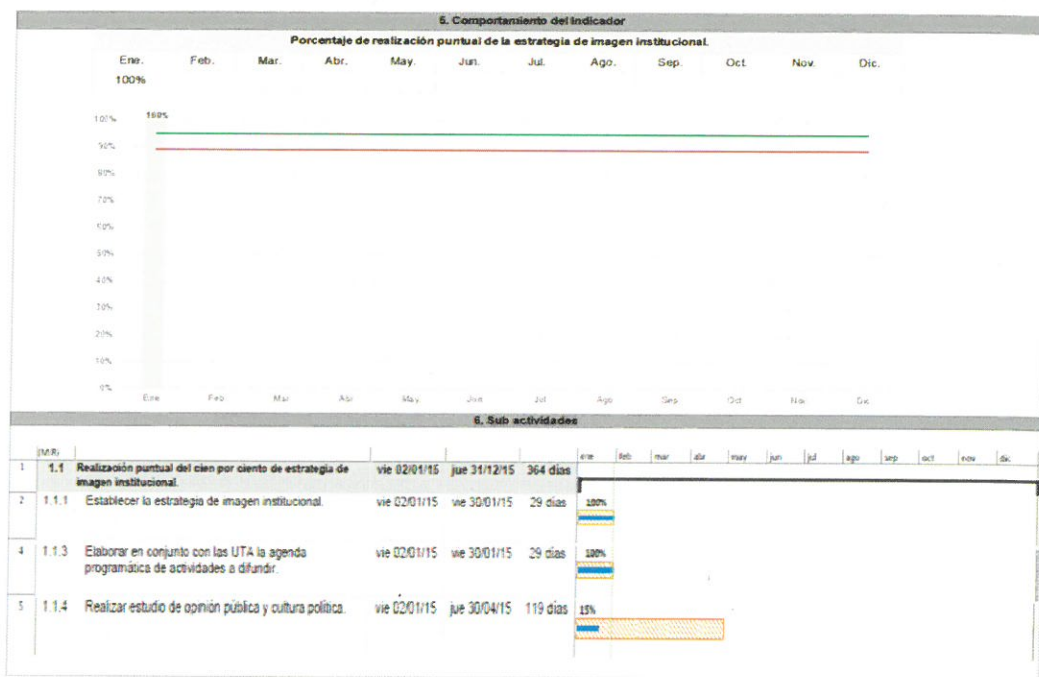 5. Comportamiento del Indicador
Porcentaje de realización puntual de la estrategia de imagen institucional.
Ene. Feb. Mar. Abr. May. Jun. Jul. Ago. Sep. Oct. Nov. Dic.
100%
100%
100%
90%
80%
70%
60%
50%
40%
30%
20%
10%
0%
Ene Feb Mar Abr May Jun Jul Ago Sep Oct Nov Dic
6. Sub actividades
(MIR)
ene feb mar abr may jun jul ago sep oct nov dic
1 1.1 Realización puntual del cien por ciento de estrategia de vie 02/01/15 jue 31/12/15 364 días
imagen institucional.
2 1.1.1 Establecer la estrategia de imagen institucional. vie 02/01/15 vie 30/01/15 29 días 100%
4 1.1.3 Elaborar en conjunto con las UTA la agenda vie 02/01/15 vie 30/01/15 29 días 100%
programática de actividades a difundir.
5 1.1.4 Realizar estudio de opinión pública y cultura política. vie 02/01/15 jue 30/04/15 119 días 15%